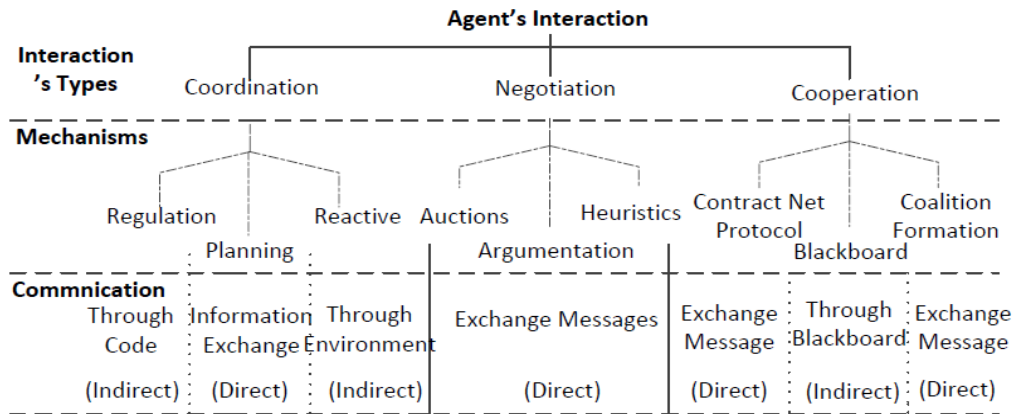 Agent’s Interaction
Interaction
’s Types
Coordination
Negotiation
Cooperation
Mechanisms
Regulation
Planning
Reactive
Auctions
Argumentation
Heuristics
Contract Net
Protocol
Blackboard
Coalition
Formation
Commnication
Through
Code
(Indirect)
Information
Exchange
(Direct)
Through
Environment
(Indirect)
Exchange Messages
(Direct)
Exchange
Message
(Direct)
Through
Blackboard
(Indirect)
Exchange
Message
(Direct)